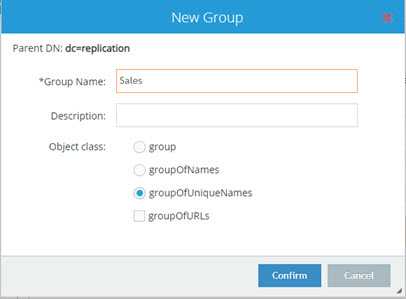 New Group
Parent DN: dc=replication
*Group Name: Sales
Description:
Object class: group
groupOfNames
groupOfUniqueNames
groupOfURLs
Confirm Cancel